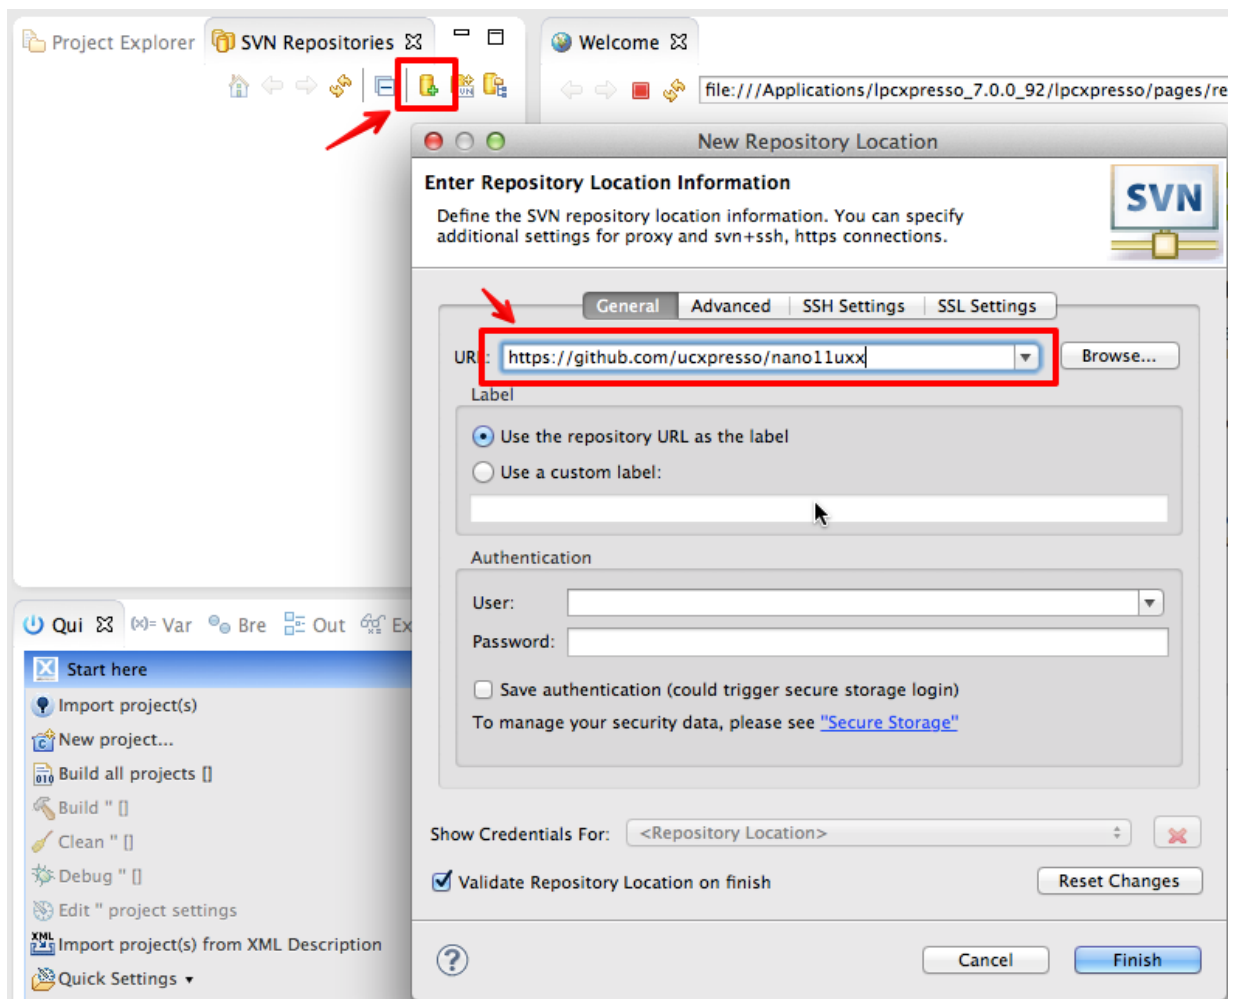 Project Explorer
SVN Repositories
Welcome
file:///Applications/lpcxpresso_7.0.0_92/lpcxpresso/pages/re
New Repository Location
Enter Repository Location Information
Define the SVN repository location information. You can specify
additional settings for proxy and svn+ssh, https connections.
SVN
General Advanced SSH Settings SSL Settings
URL: https://github.com/ucxpresso/nano11uxx Browse...
Label
Use the repository URL as the label
Use a custom label:
Authentication
User:
Password:
Save authentication (could trigger secure storage login)
To manage your security data, please see "Secure Storage"
Show Credentials For: <Repository Location>
Validate Repository Location on finish
Reset Changes
? Cancel Finish
Qui (x)= Var Bre Out Ex
Start here
Import project(s)
New project...
Build all projects []
Build '' []
Clean '' []
Debug '' []
Edit '' project settings
Import project(s) from XML Description
Quick Settings